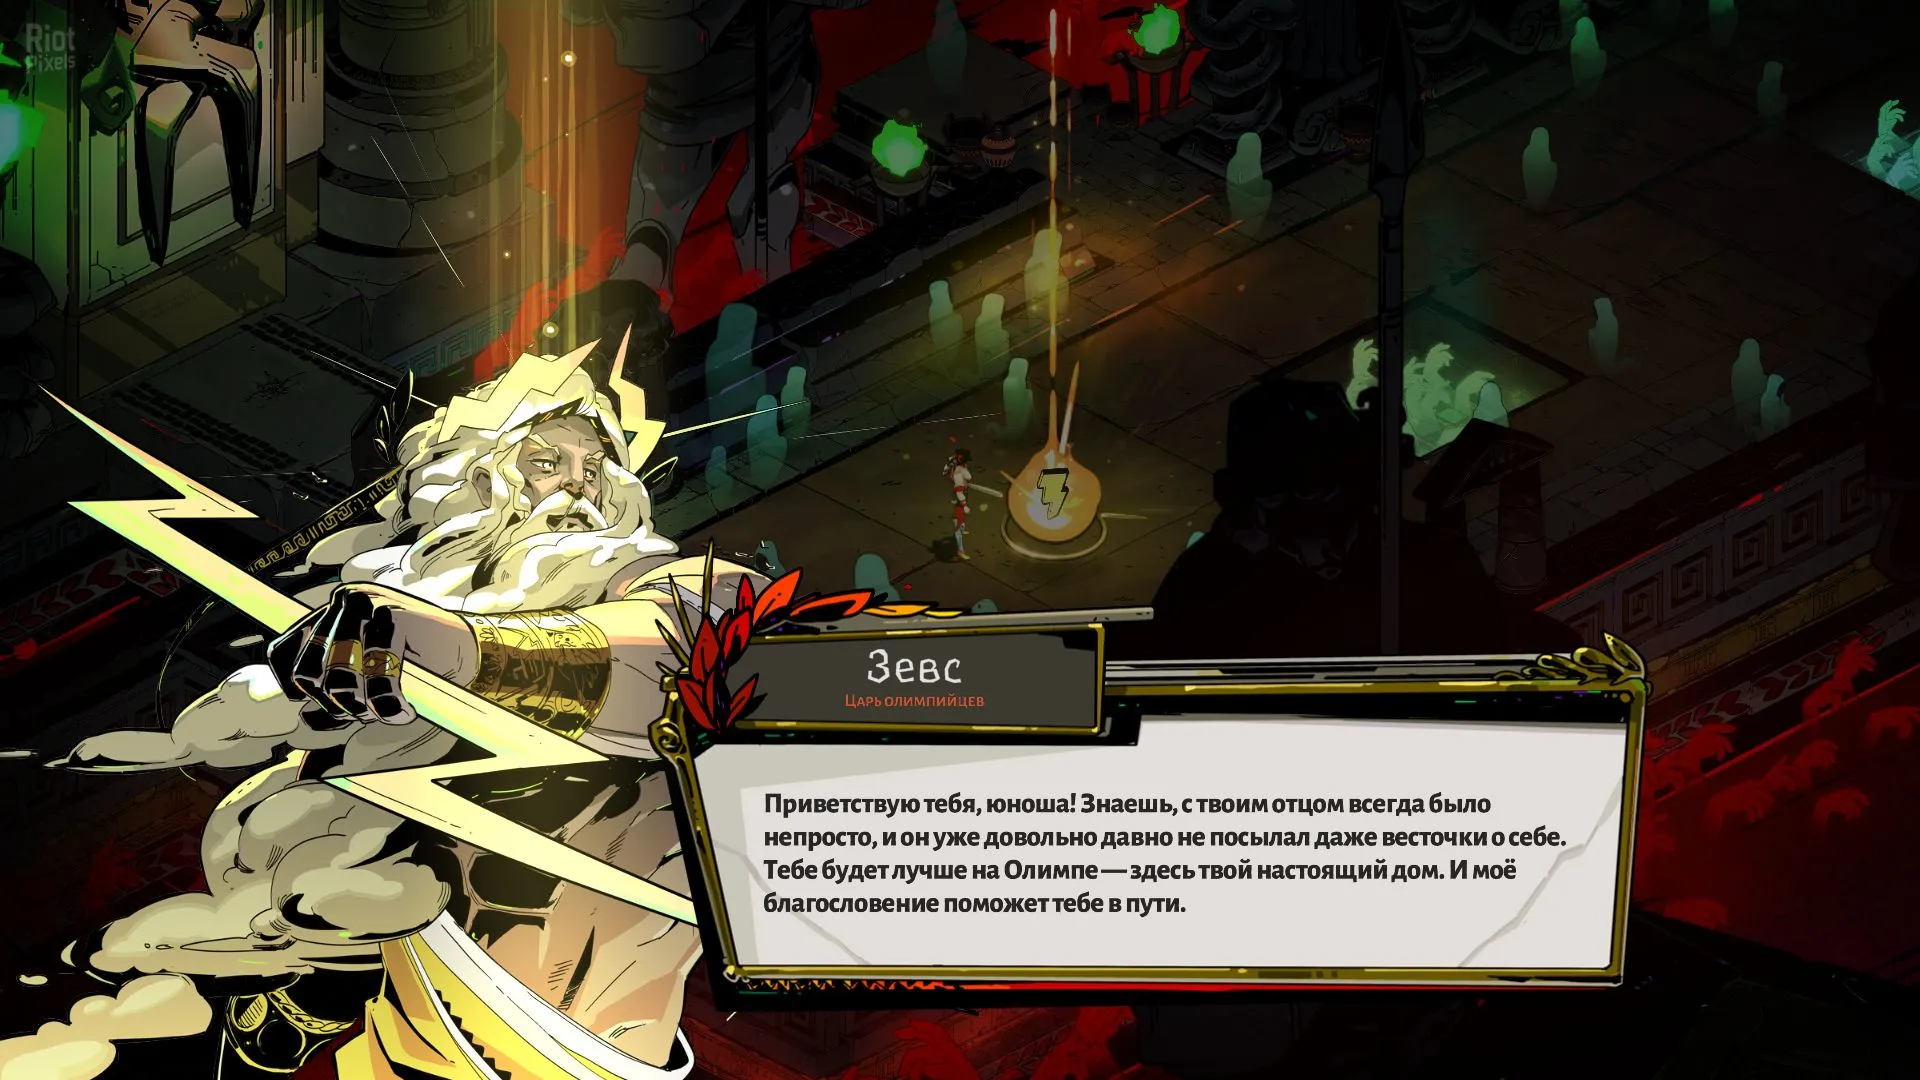 Riot
Pixels
Зевс
Царь олимпийцев
Приветствую тебя, юноша! Знаешь, с твоим отцом всегда было
непросто, и он уже довольно давно не посылал даже весточки о себе.
Тебе будет лучше на Олимпе — здесь твой настоящий дом. И моё
благословение поможет тебе в пути.